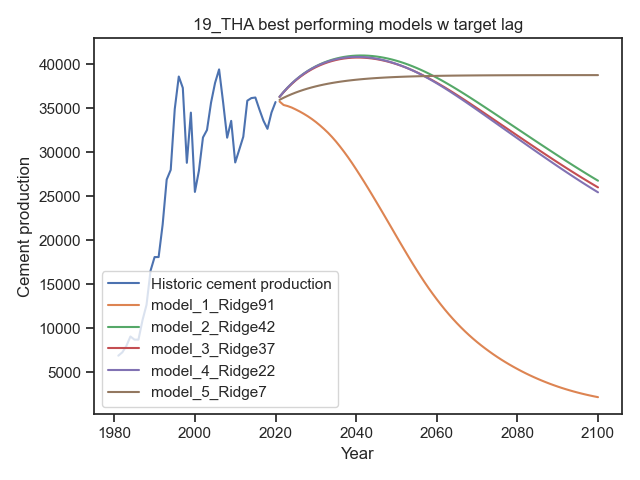 19_THA best performing models w target lag
Cement production
40000
35000
30000
25000
20000
15000
10000
5000
Historic cement production
model_1_Ridge91
model_2_Ridge42
model_3_Ridge37
model_4_Ridge22
model_5_Ridge7
1980 2000 2020 2040 2060 2080 2100
Year